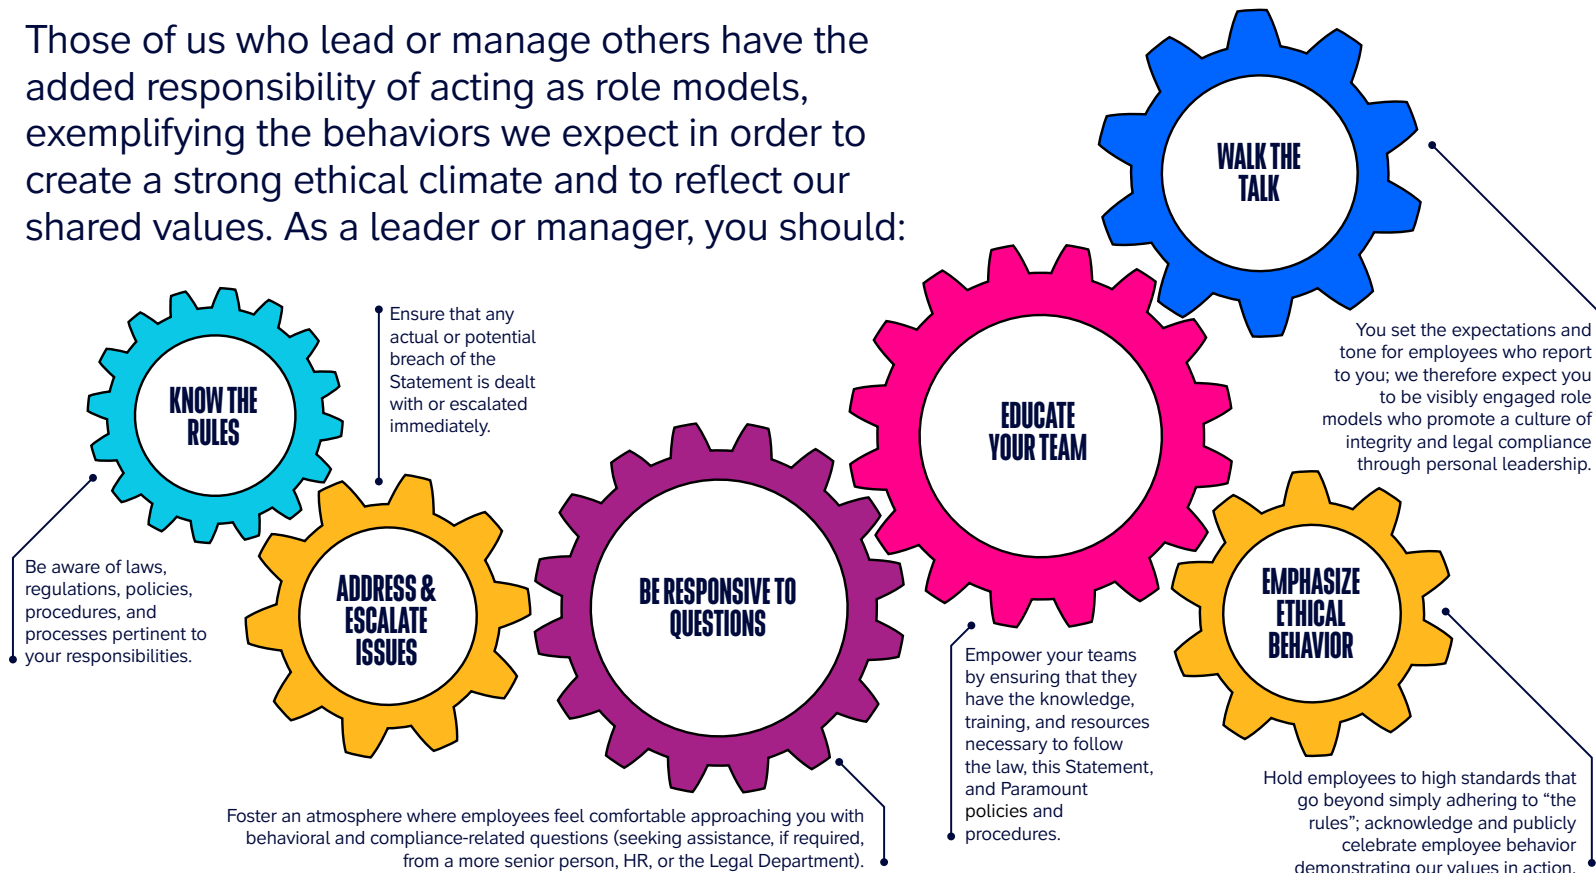 Those of us who lead or manage others have the
added responsibility of acting as role models,
exemplifying the behaviors we expect in order to
create a strong ethical climate and to reflect our
shared values. As a leader or manager, you should:
KNOW THE
RULES
Be aware of laws,
regulations, policies,
procedures, and
processes pertinent to
your responsibilities.
Ensure that any
actual or potential
breach of the
Statement is dealt
with or escalated
immediately.
ADDRESS &
ESCALATE
ISSUES
BE RESPONSIVE TO
QUESTIONS
Foster an atmosphere where employees feel comfortable approaching you with
behavioral and compliance-related questions (seeking assistance, if required,
from a more senior person, HR, or the Legal Department).
EDUCATE
YOUR TEAM
Empower your teams
by ensuring that they
have the knowledge,
training, and resources
necessary to follow
the law, this Statement,
and Paramount
policies and
procedures.
WALK THE
TALK
You set the expectations and
tone for employees who report
to you; we therefore expect you
to be visibly engaged role
models who promote a culture of
integrity and legal compliance
through personal leadership.
EMPHASIZE
ETHICAL
BEHAVIOR
Hold employees to high standards that
go beyond simply adhering to “the
rules”; acknowledge and publicly
celebrate employee behavior
demonstrating our values in action.